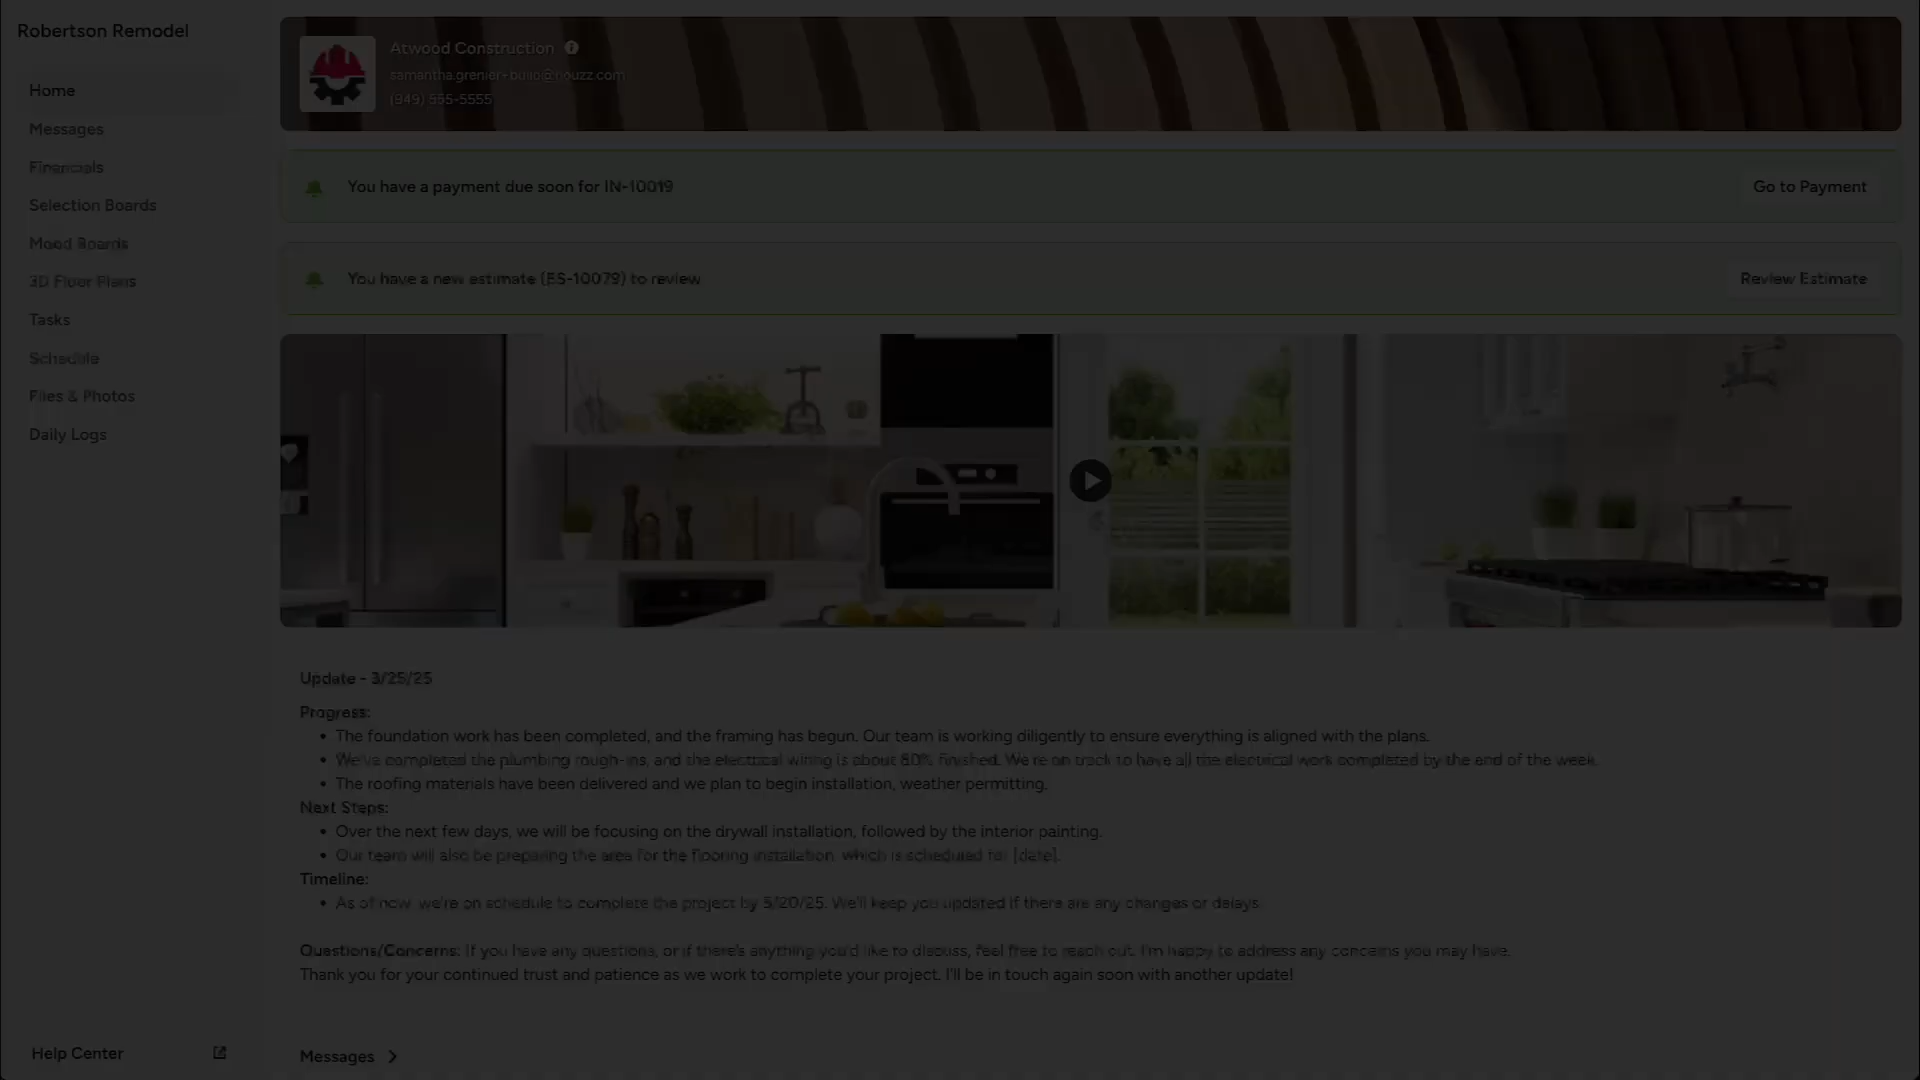 Robertson Remodel
Home
Messages
Financials
Selection Boards
Mood Boards
3D Floor Plans
Tasks
Schedule
Files & Photos
Daily Logs
Help Center
Atwood Construction
samantha.grenier+build@houzz.com
(949) 555-5555
You have a payment due soon for IN-10019
Go to Payment
You have a new estimate (ES-10079) to review
Review Estimate
Update - 3/25/25
Progress:
• The foundation work has been completed, and the framing has begun. Our team is working diligently to ensure everything is aligned with the plans.
• We've completed the plumbing rough-ins, and the electrical wiring is about 80% finished. We're on track to have all the electrical work completed by the end of the week.
• The roofing materials have been delivered and we plan to begin installation, weather permitting.
Next Steps:
• Over the next few days, we will be focusing on the drywall installation, followed by the interior painting.
• Our team will also be preparing the area for the flooring installation, which is scheduled for [date].
Timeline:
• As of now, we're on schedule to complete the project by 5/20/25. We'll keep you updated if there are any changes or delays.
Questions/Concerns: If you have any questions, or if there's anything you'd like to discuss, feel free to reach out. I'm happy to address any concerns you may have.
Thank you for your continued trust and patience as we work to complete your project. I'll be in touch again soon with another update!
Messages